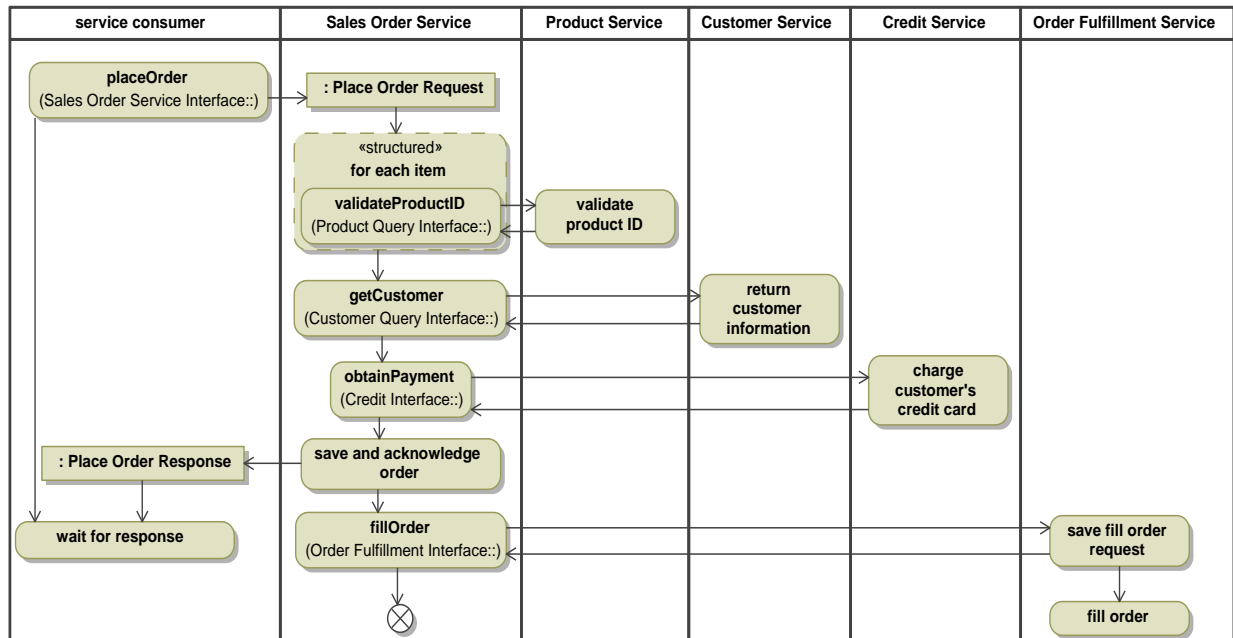 service consumer
Sales Order Service
Product Service
Customer Service
Credit Service
Order Fulfillment Service
placeOrder
(Sales Order Service Interface::)
: Place Order Request
«structured»
for each item
validateProductID
(Product Query Interface::)
validate
product ID
getCustomer
(Customer Query Interface::)
return
customer
information
obtainPayment
(Credit Interface::)
charge
customer's
credit card
: Place Order Response
save and acknowledge
order
wait for response
fillOrder
(Order Fulfillment Interface::)
save fill order
request
fill order